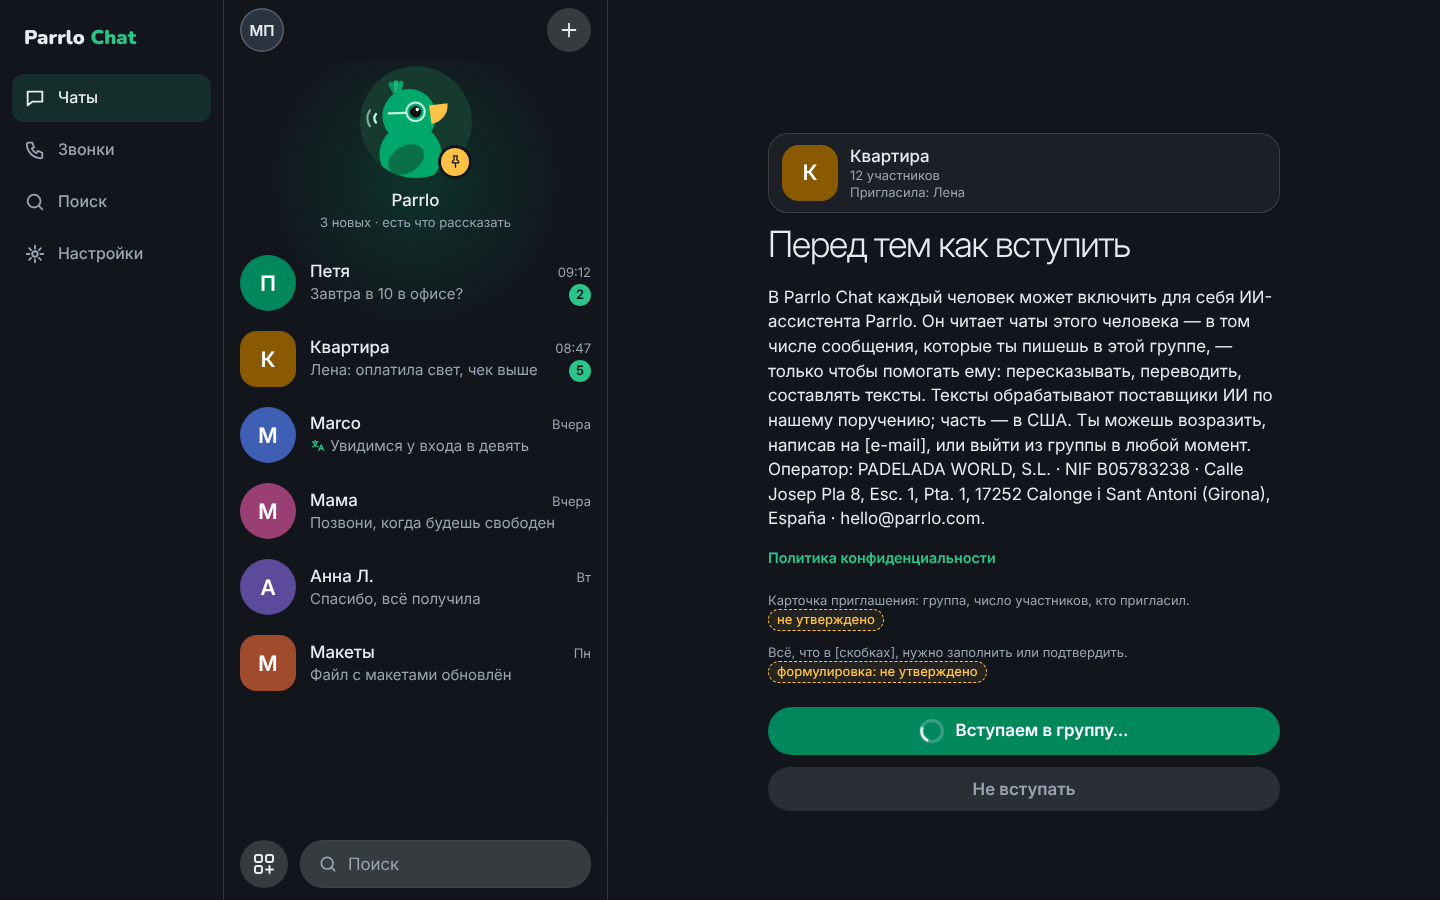 Parrlo Chat
Чаты
Звонки
Поиск
Настройки
МП
Parrlo
3 новых · есть что рассказать
П
Петя
09:12
Завтра в 10 в офисе?
2
К
Квартира
08:47
Лена: оплатила свет, чек выше
5
M
Marco
Вчера
Увидимся у входа в девять
М
Мама
Вчера
Позвони, когда будешь свободен
А
Анна Л.
Вт
Спасибо, всё получила
М
Макеты
Пн
Файл с макетами обновлён
Поиск
К
Квартира
12 участников
Пригласила: Лена
Перед тем как вступить
В Parrlo Chat каждый человек может включить для себя ИИ-
ассистента Parrlo. Он читает чаты этого человека — в том
числе сообщения, которые ты пишешь в этой группе, —
только чтобы помогать ему: пересказывать, переводить,
составлять тексты. Тексты обрабатывают поставщики ИИ по
нашему поручению; часть — в США. Ты можешь возразить,
написав на [e-mail], или выйти из группы в любой момент.
Оператор: PADELADA WORLD, S.L. · NIF B05783238 · Calle
Josep Pla 8, Esc. 1, Pta. 1, 17252 Calonge i Sant Antoni (Girona),
España · hello@parrlo.com.
Политика конфиденциальности
Карточка приглашения: группа, число участников, кто пригласил.
не утверждено
Всё, что в [скобках], нужно заполнить или подтвердить.
формулировка: не утверждено
Вступаем в группу…
Не вступать